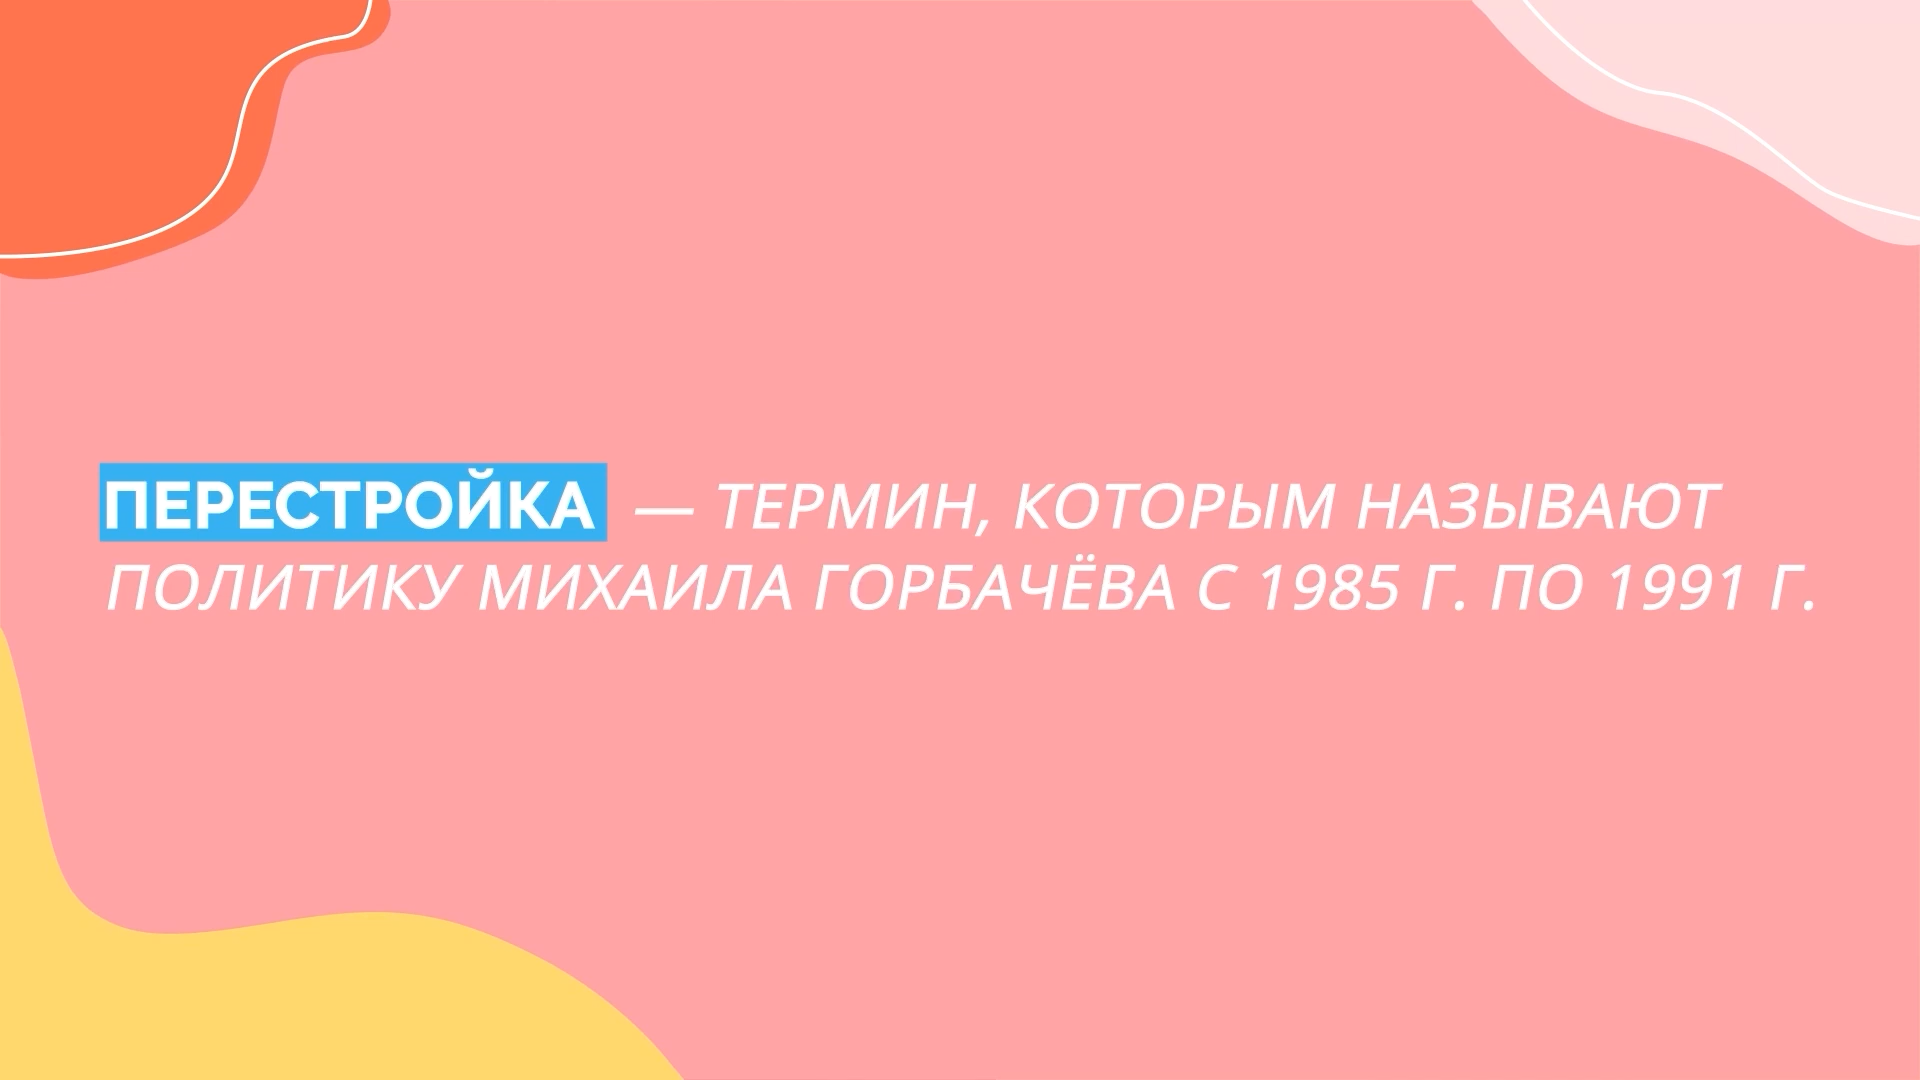 ПЕРЕСТРОЙКА — ТЕРМИН, КОТОРЫМ НАЗЫВАЮТ
ПОЛИТИКУ МИХАИЛА ГОРБАЧЁВА С 1985 Г. ПО 1991 Г.